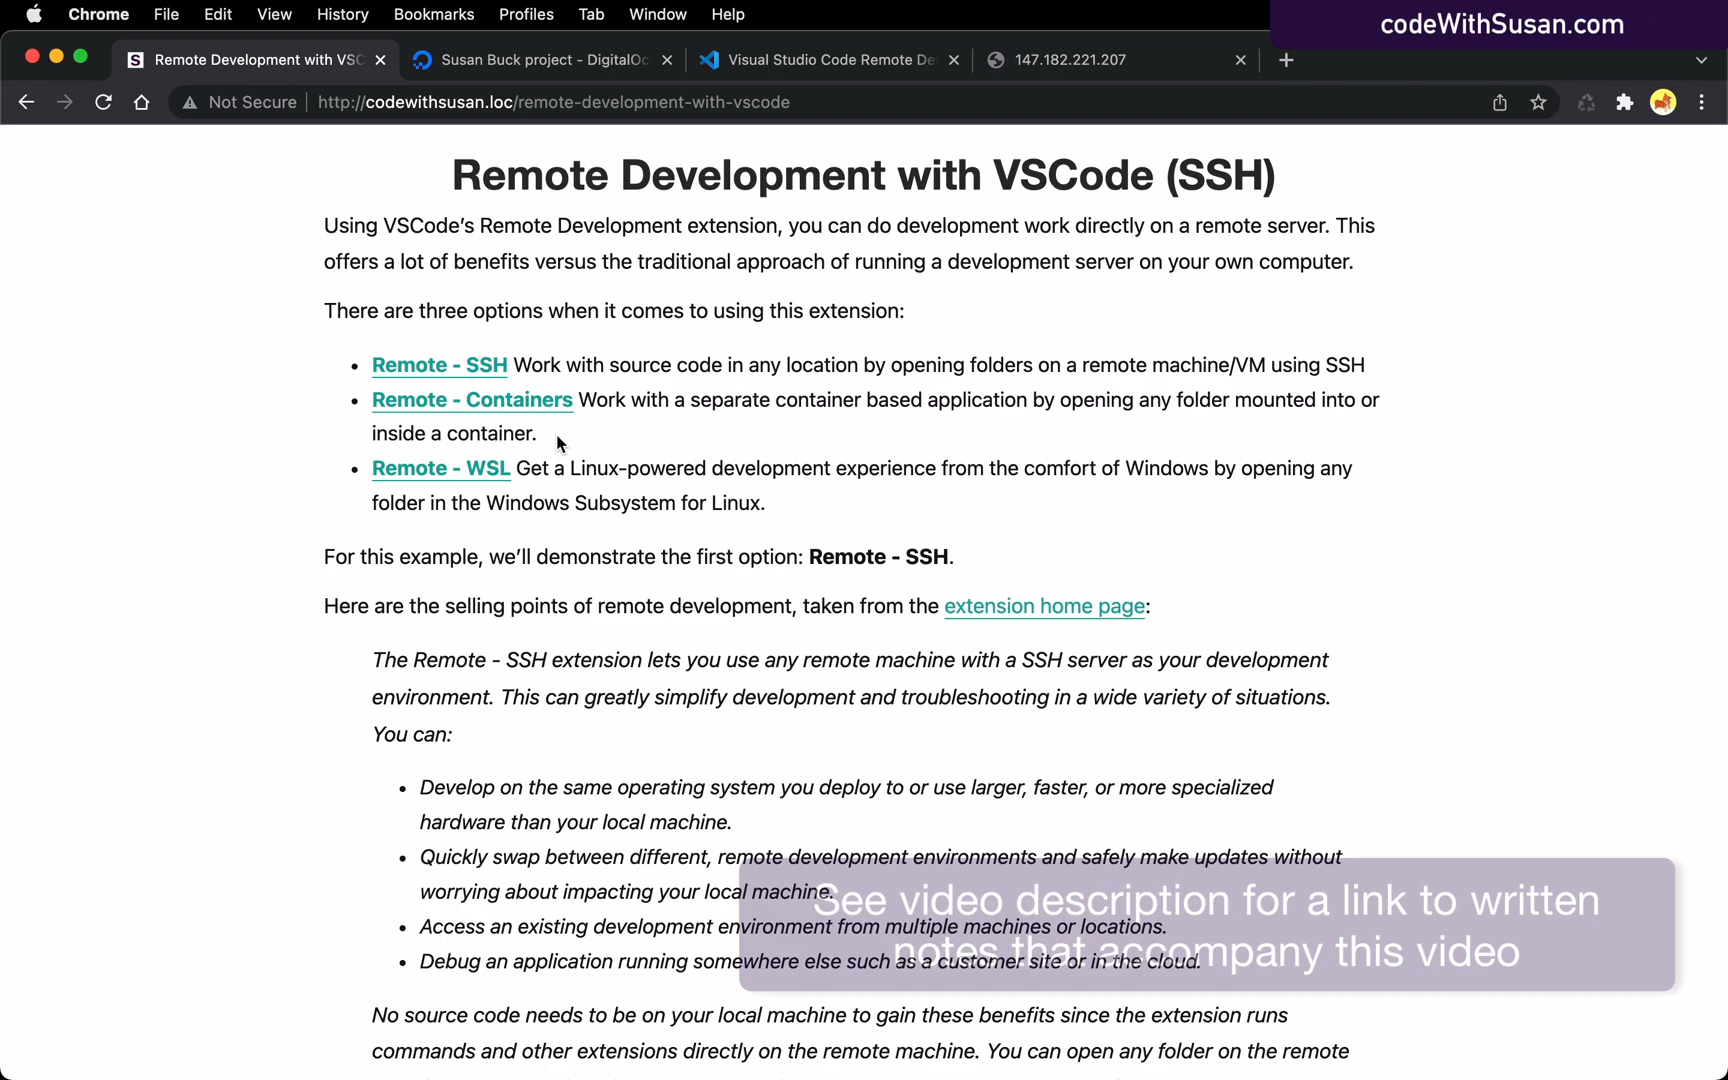 Chrome File Edit View History Bookmarks Profiles Tab Window Help
codeWithSusan.com
Remote Development with VSC
Susan Buck project - DigitalOc
Visual Studio Code Remote De
147.182.221.207
Not Secure http://codewithsusan.loc/remote-development-with-vscode
Remote Development with VSCode (SSH)
Using VSCode’s Remote Development extension, you can do development work directly on a remote server. This
offers a lot of benefits versus the traditional approach of running a development server on your own computer.
There are three options when it comes to using this extension:
• Remote - SSH Work with source code in any location by opening folders on a remote machine/VM using SSH
• Remote - Containers Work with a separate container based application by opening any folder mounted into or
inside a container.
• Remote - WSL Get a Linux-powered development experience from the comfort of Windows by opening any
folder in the Windows Subsystem for Linux.
For this example, we’ll demonstrate the first option: Remote - SSH.
Here are the selling points of remote development, taken from the extension home page:
The Remote - SSH extension lets you use any remote machine with a SSH server as your development
environment. This can greatly simplify development and troubleshooting in a wide variety of situations.
You can:
• Develop on the same operating system you deploy to or use larger, faster, or more specialized
hardware than your local machine.
• Quickly swap between different, remote development environments and safely make updates without
worrying about impacting your local machine.
• Access an existing development environment from multiple machines or locations.
• Debug an application running somewhere else such as a customer site or in the cloud.
See video description for a link to written
notes that accompany this video
No source code needs to be on your local machine to gain these benefits since the extension runs
commands and other extensions directly on the remote machine. You can open any folder on the remote